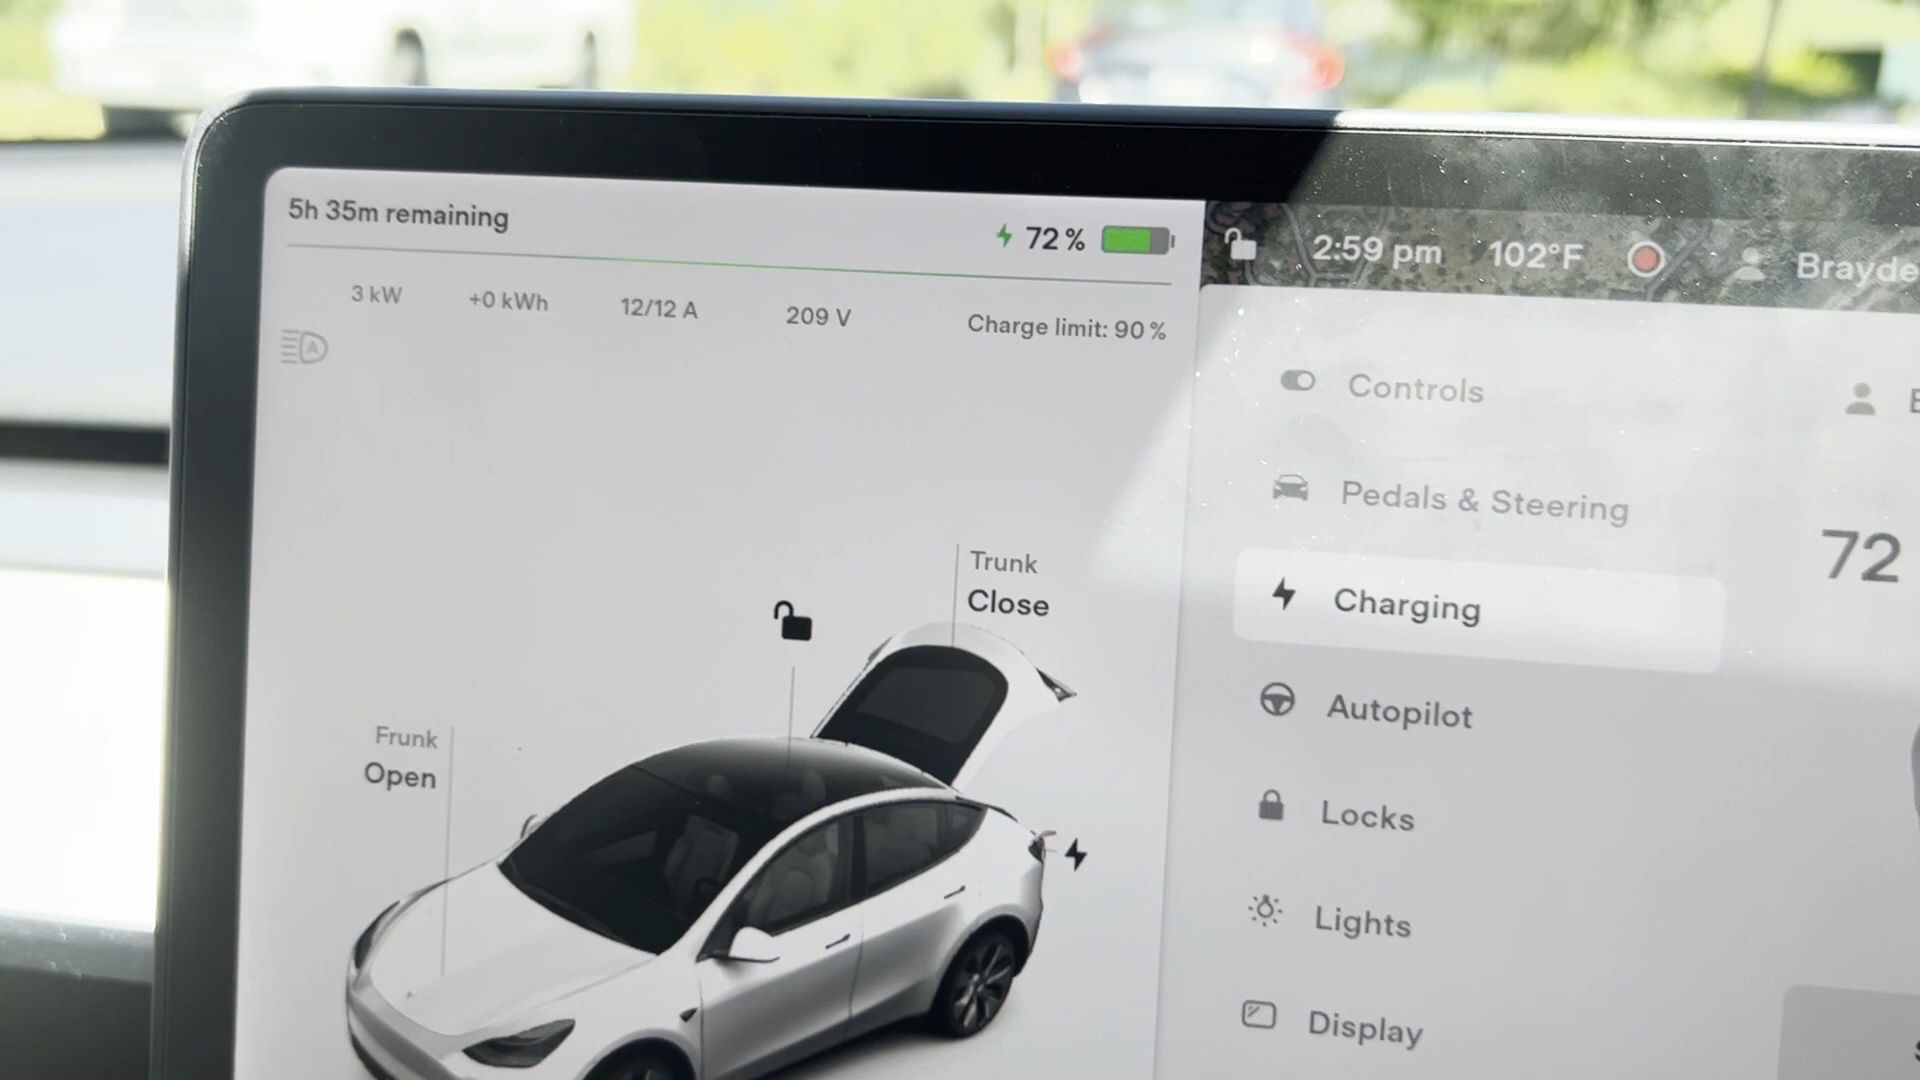 5h 35m remaining
72%
3 kW
+0 kWh
12/12 A
209 V
Charge limit: 90%
2:59 pm
102°F
Brayde
Controls
Pedals & Steering
72
Charging
Trunk
Close
Autopilot
Frunk
Open
Locks
Lights
Display